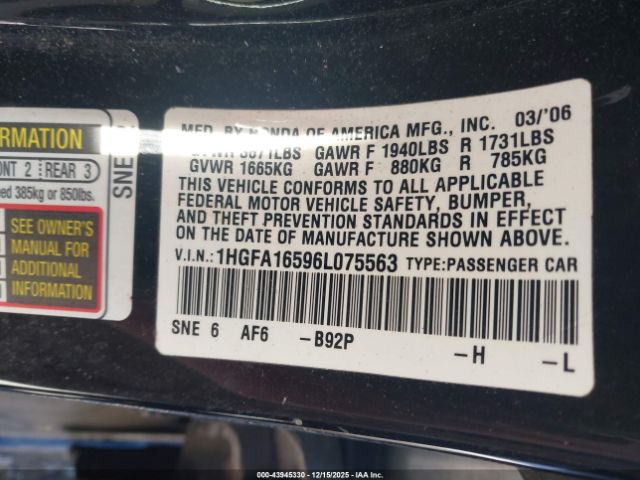 ORMATION
ONT 2 REAR 3
ed 385kg or 850lbs.
SEE OWNER'S
MANUAL FOR
ADDITIONAL
INFORMATION
SNE
MFD. BY HONDA OF AMERICA MFG., INC. 03/'06
GVWR 3671LBS GAWR F 1940LBS R 1731LBS
GVWR 1665KG GAWR F 880KG R 785KG
THIS VEHICLE CONFORMS TO ALL APPLICABLE
FEDERAL MOTOR VEHICLE SAFETY, BUMPER,
AND THEFT PREVENTION STANDARDS IN EFFECT
ON THE DATE OF MANUFACTURE SHOWN ABOVE.
V.I.N.: 1HGFA16596L075563 TYPE:PASSENGER CAR
SNE 6 AF6 -B92P -H -L
000-43945330 - 12/15/2025 - IAA Inc.